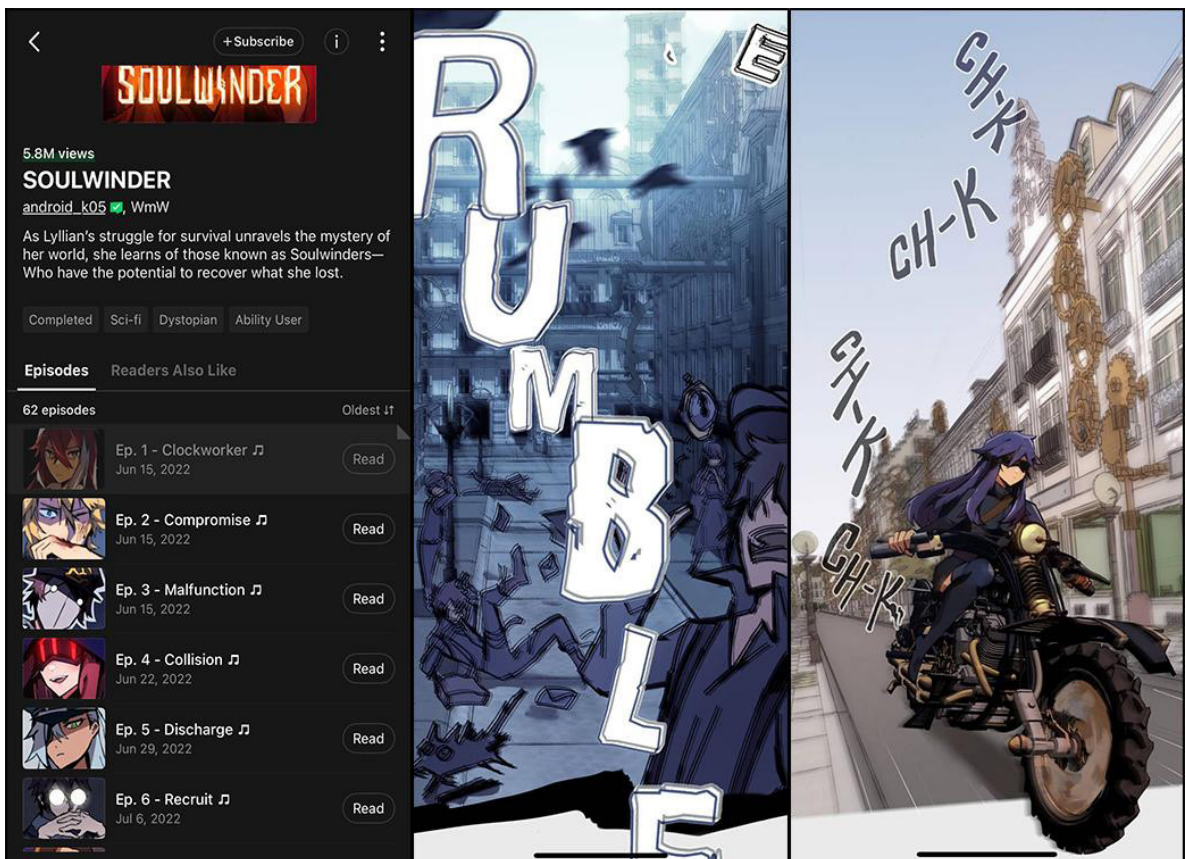 +Subscribe
i
SOULWINDER
5.8M views
SOULWINDER
android_k05, WmW
As Lyllian's struggle for survival unravels the mystery of
her world, she learns of those known as Soulwinders—
Who have the potential to recover what she lost.
Completed Sci-fi Dystopian Ability User
Episodes Readers Also Like
62 episodes Oldest
Ep. 1 - Clockworker ♫
Jun 15, 2022
Read
Ep. 2 - Compromise ♫
Jun 15, 2022
Read
Ep. 3 - Malfunction ♫
Jun 15, 2022
Read
Ep. 4 - Collision ♫
Jun 22, 2022
Read
Ep. 5 - Discharge ♫
Jun 29, 2022
Read
Ep. 6 - Recruit ♫
Jul 6, 2022
Read
E
RUMBLE
CH-K
CH-K
CH-K
CH-K